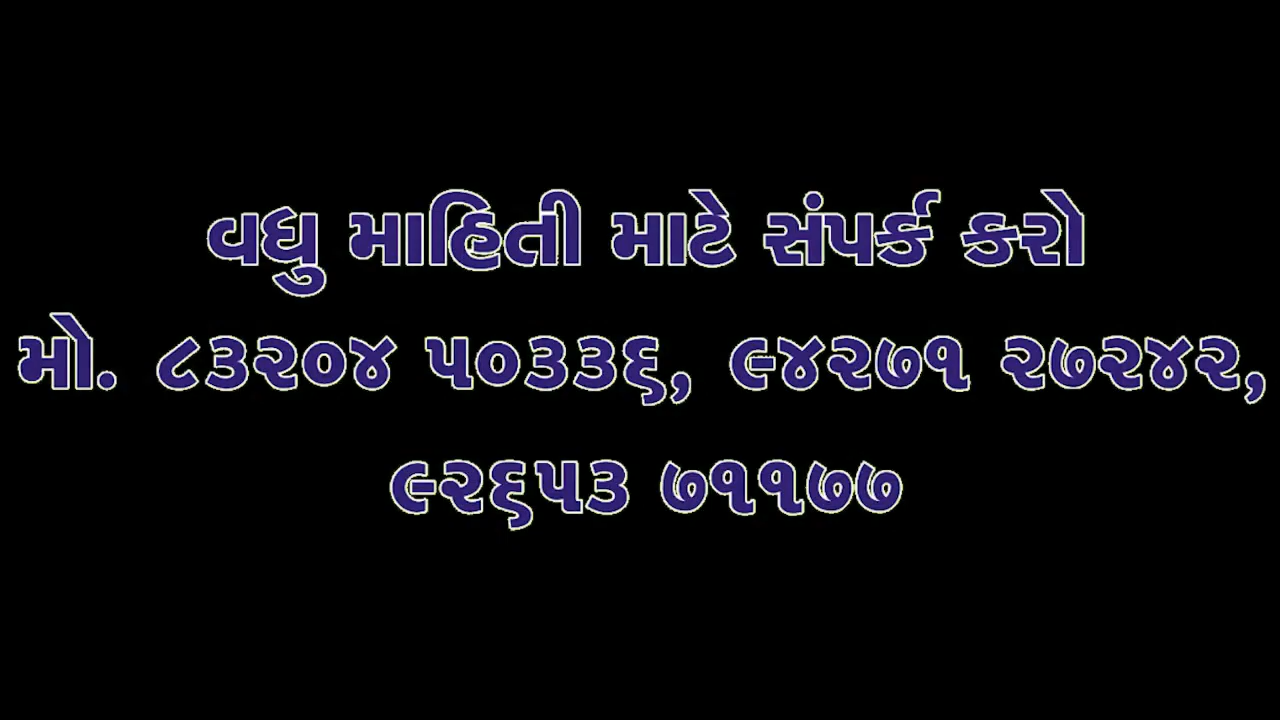 વધુ માહિતી માટે સંપર્ક કરો
મો. ૮૩૨૦૪ ૫૦૩૩૬, ૯૪૨૭૧ ૨૭૨૪૨,
૯૨૬૫૩ ૭૧૧૭૭